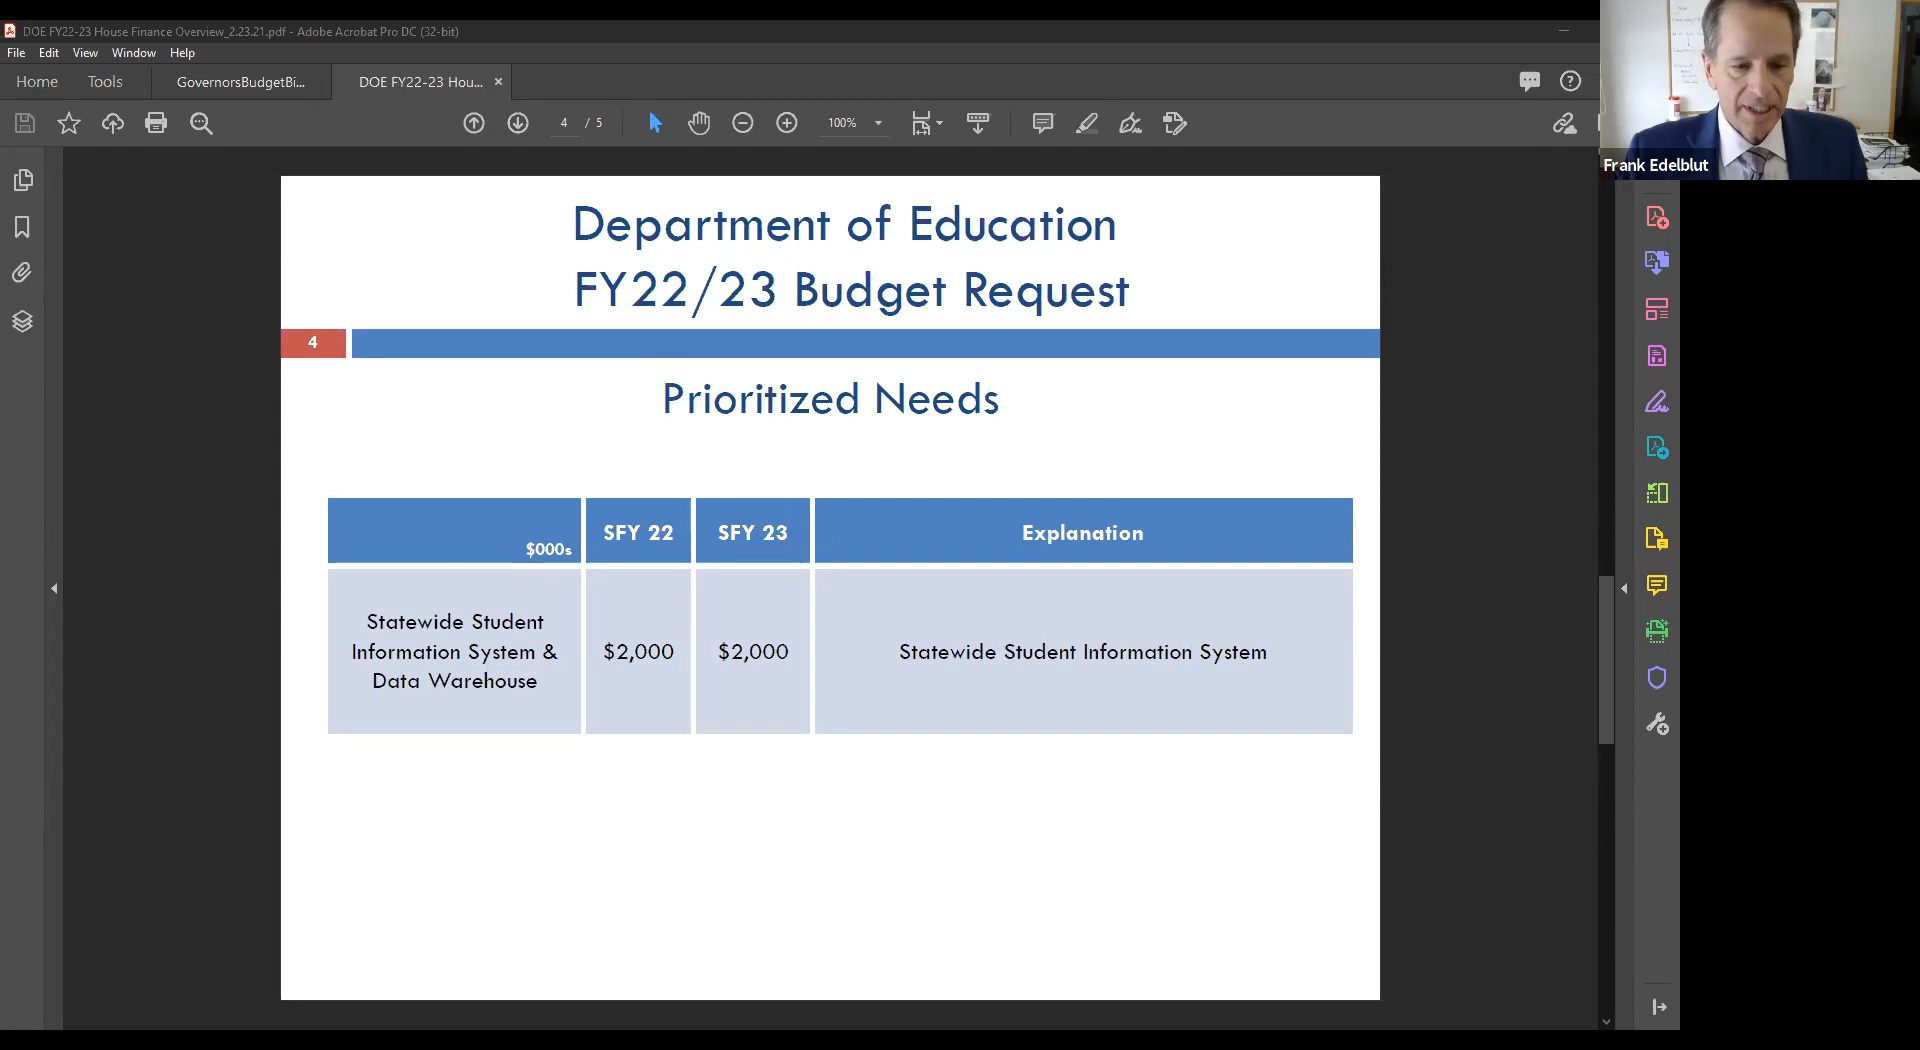 DOE FY22-23 House Finance Overview_2.23.21.pdf - Adobe Acrobat Pro DC (32-bit)
File Edit View Window Help
Home Tools GovernorsBudgetBi... DOE FY22-23 Hou... ×
4 / 5 100%
Frank Edelblut
Department of Education
FY22/23 Budget Request
4
Prioritized Needs
$000s SFY 22 SFY 23 Explanation
Statewide Student
Information System & $2,000 $2,000 Statewide Student Information System
Data Warehouse